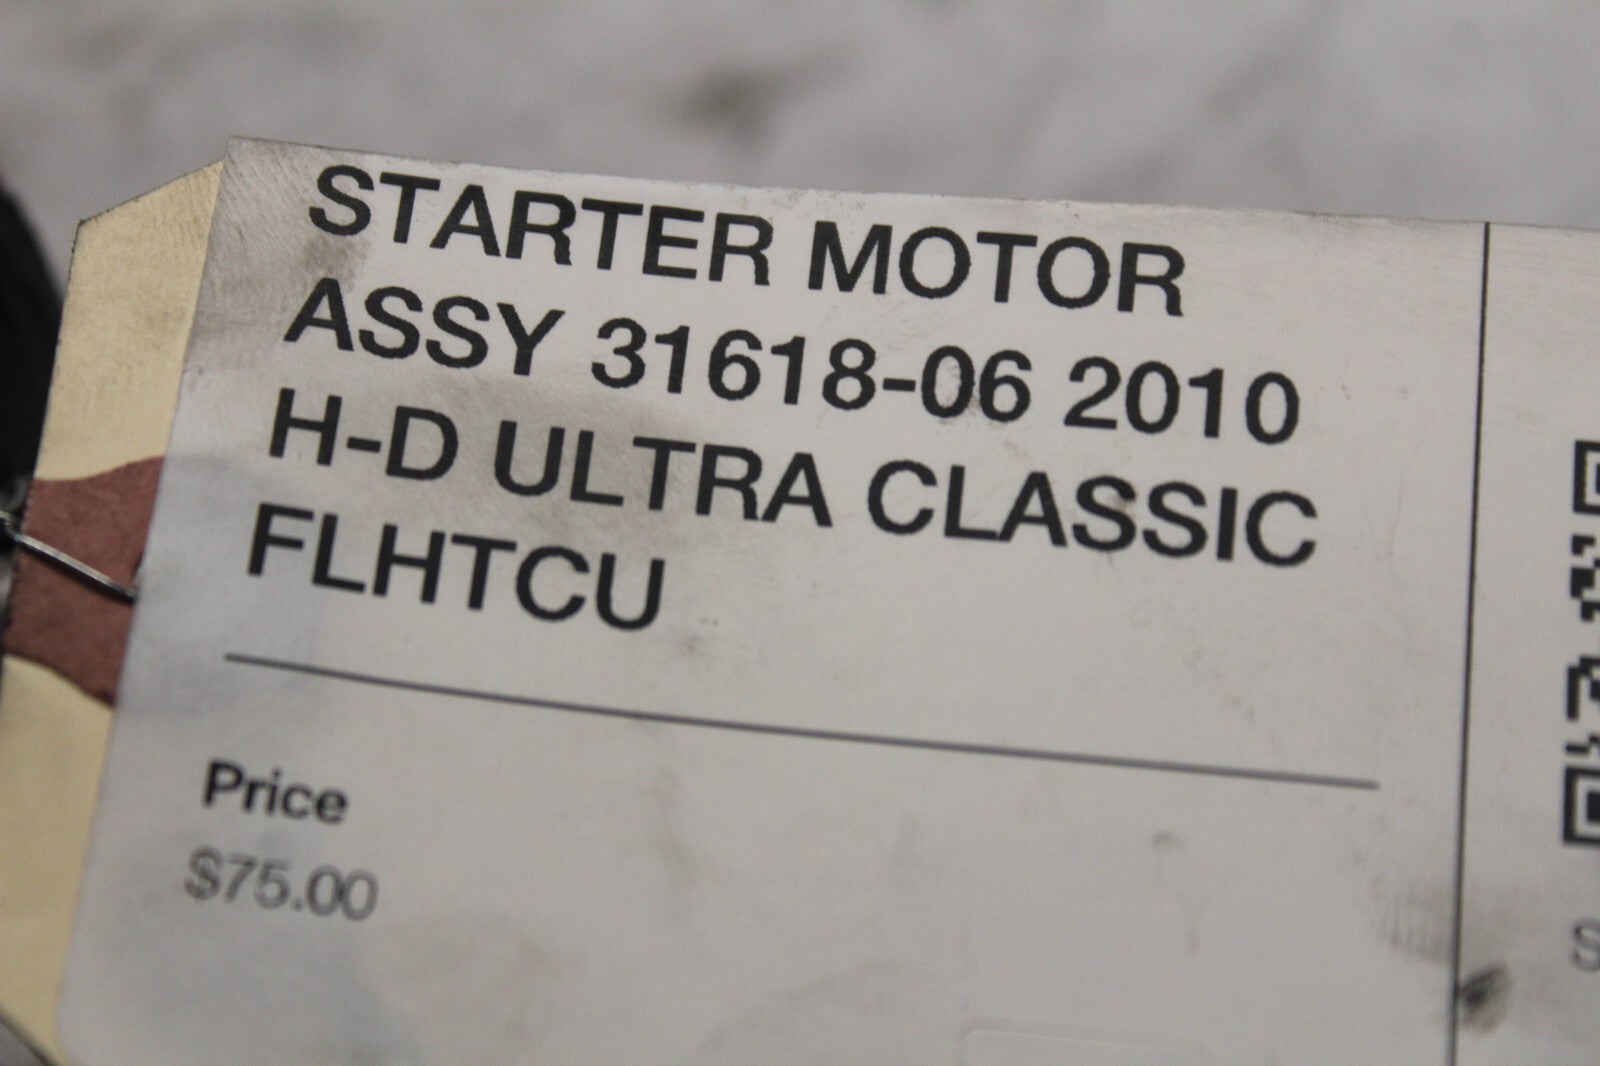 STARTER MOTOR
ASSY 31618-06 2010
H-D ULTRA CLASSIC
FLHTCU
Price
$75.00